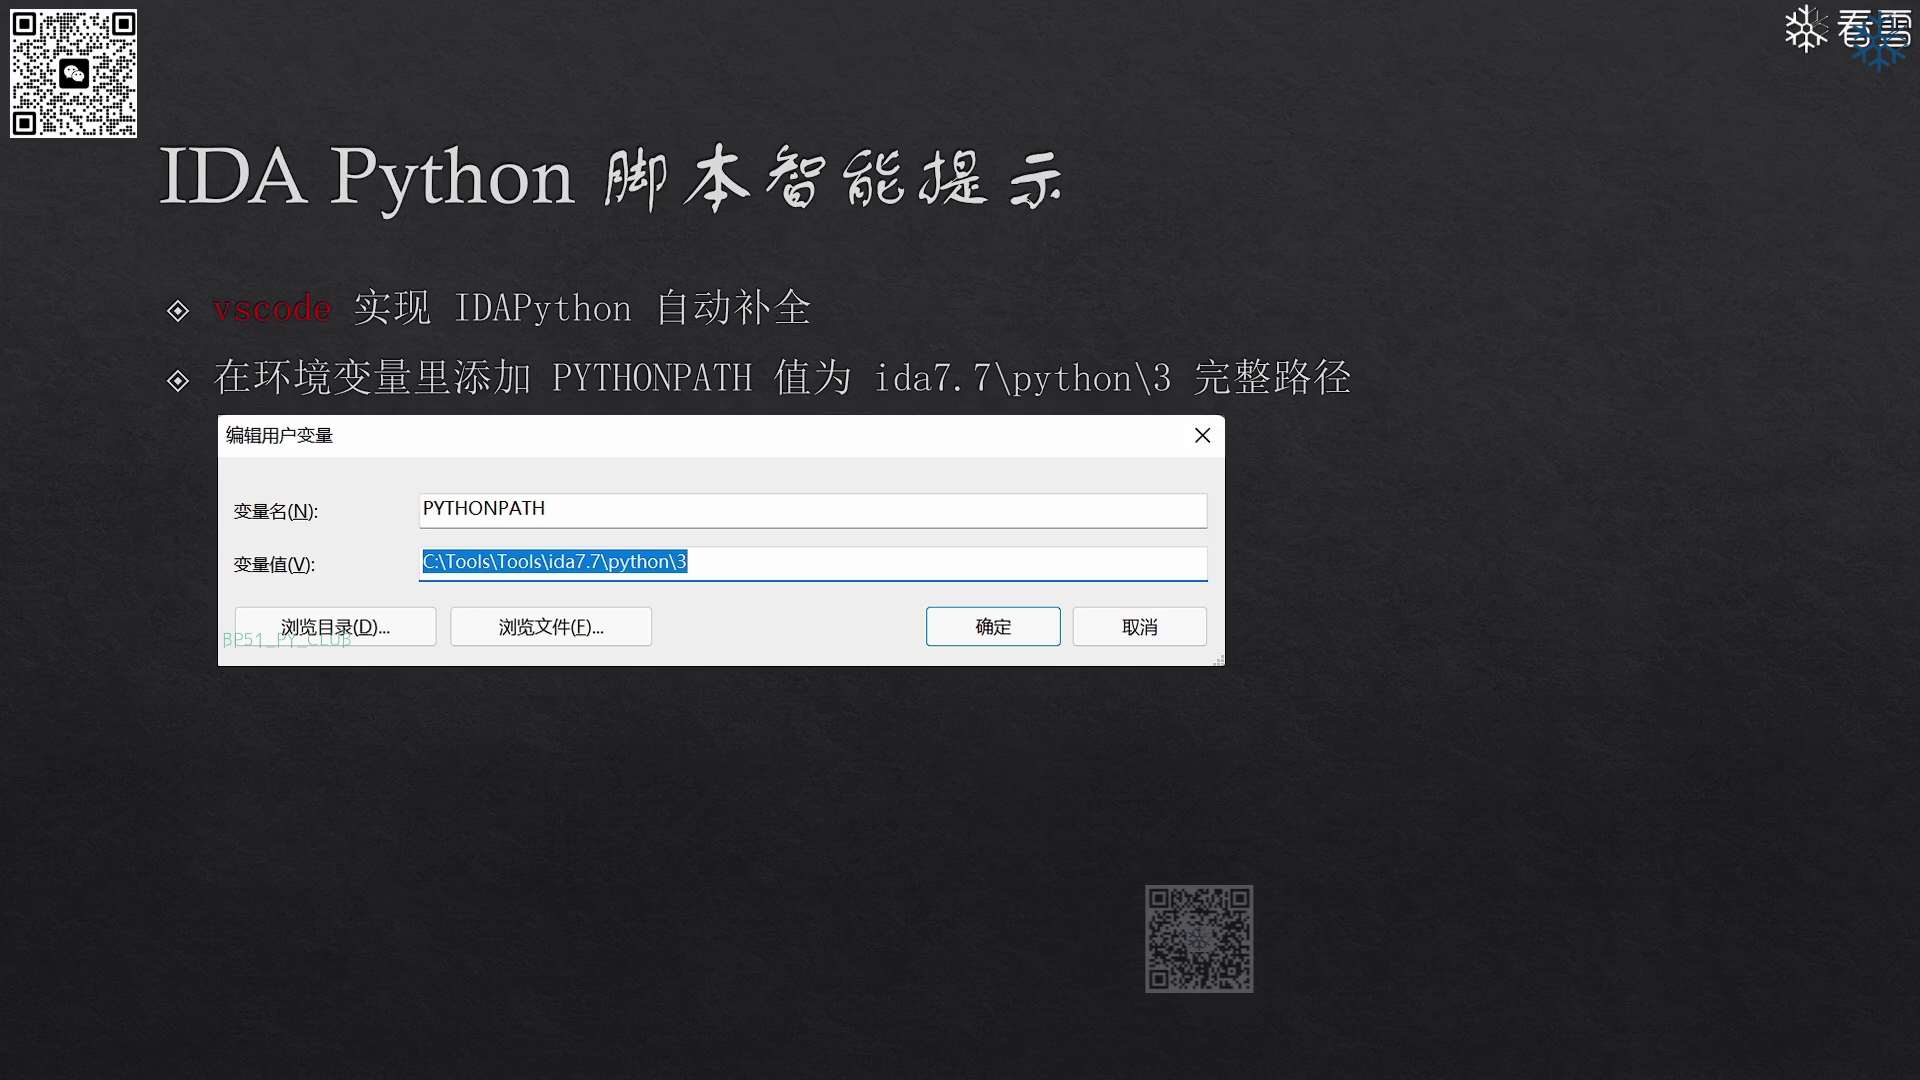 看雪
IDA Python 脚本智能提示
vscode 实现 IDAPython 自动补全
在环境变量里添加 PYTHONPATH 值为 ida7.7\python\3 完整路径
编辑用户变量
变量名(N):
PYTHONPATH
变量值(V):
C:\Tools\Tools\ida7.7\python\3
浏览目录(D)...
浏览文件(F)...
确定
取消
BP51_PY_CLUB